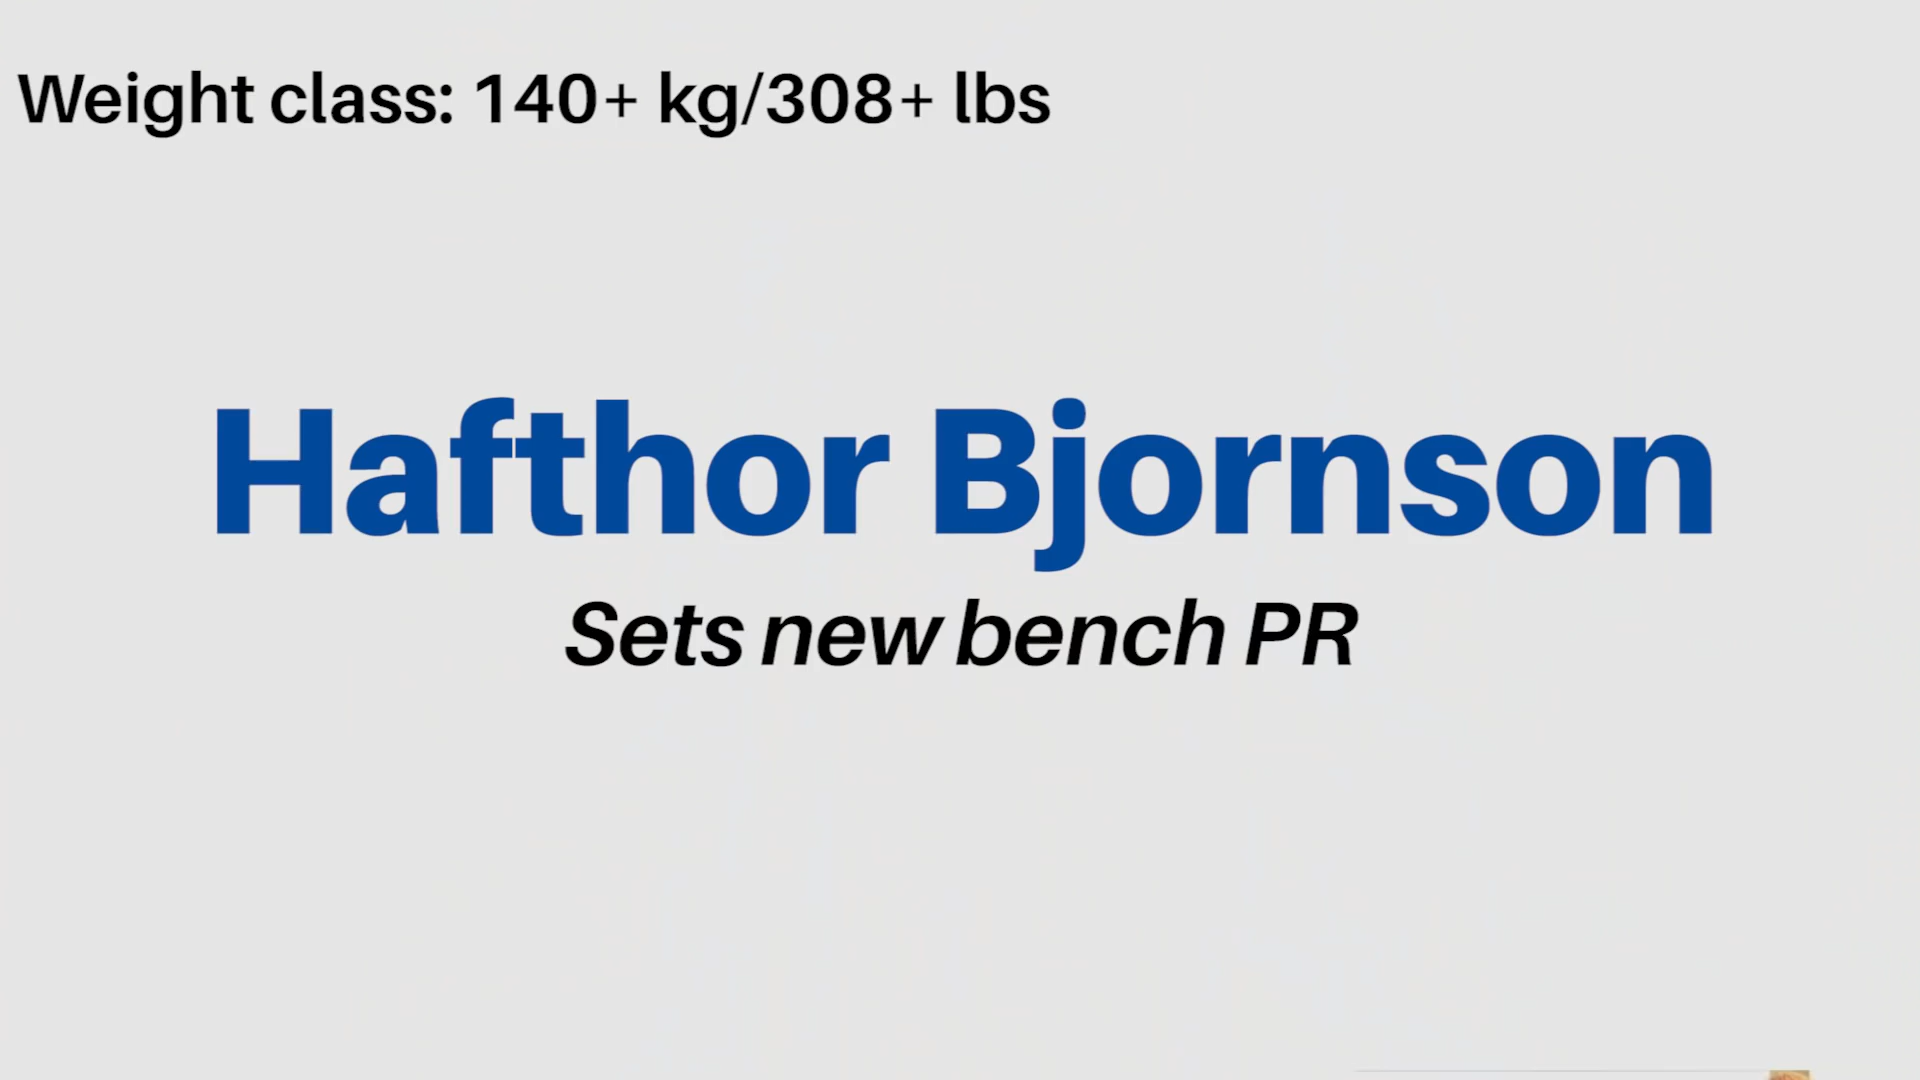 Weight class: 140+ kg/308+ lbs
Hafthor Bjornson
Sets new bench PR